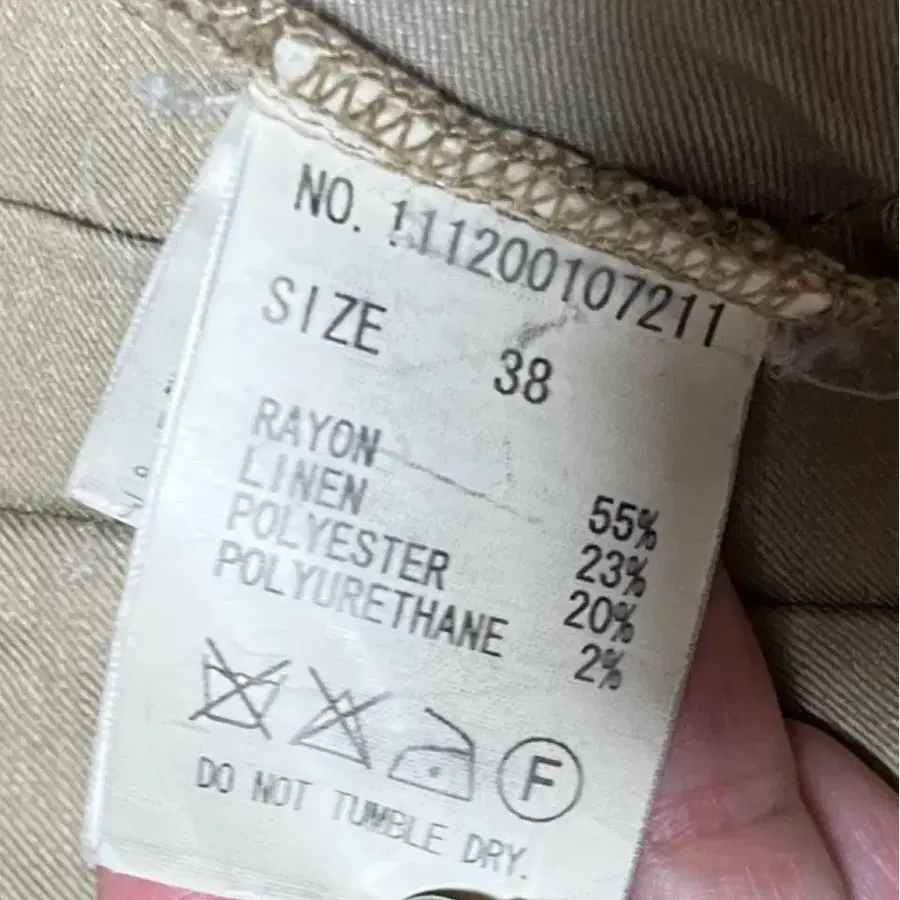 NO. 111200107211
SIZE 38
RAYON 55%
LINEN 23%
POLYESTER 20%
POLYURETHANE 2%
F
DO NOT TUMBLE DRY.